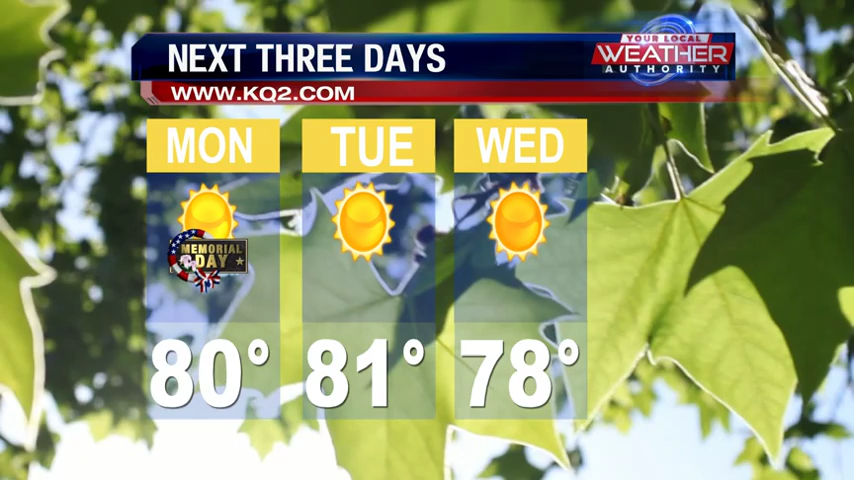 NEXT THREE DAYS
YOUR LOCAL
WEATHER
AUTHORITY
WWW.KQ2.COM
MON TUE WED
MEMORIAL
DAY
80° 81° 78°